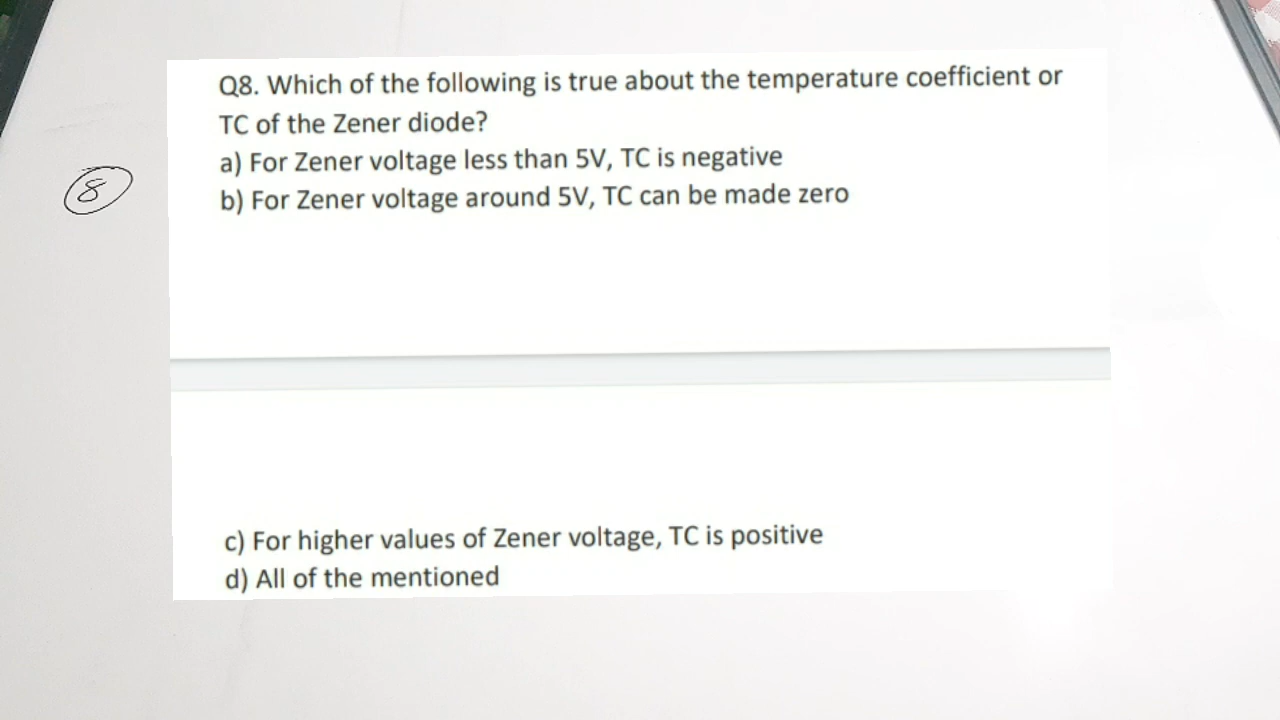 Q8. Which of the following is true about the temperature coefficient or
TC of the Zener diode?
a) For Zener voltage less than 5V, TC is negative
8
b) For Zener voltage around 5V, TC can be made zero
c) For higher values of Zener voltage, TC is positive
d) All of the mentioned